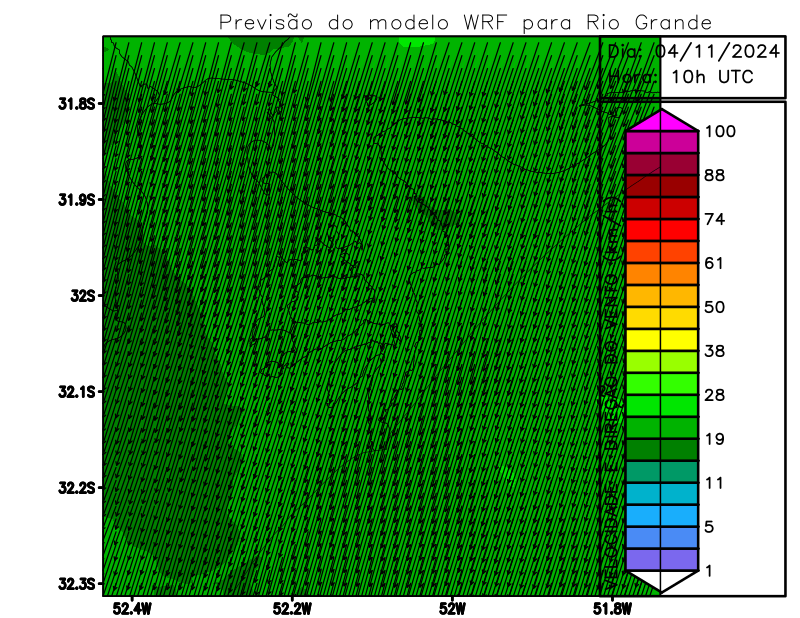 Previsão do modelo WRF para Rio Grande
Dia: 04/11/2024
Hora: 10h UTC
31.8S
31.9S
32S
32.1S
32.2S
32.3S
52.4W
52.2W
52W
51.8W
VELOCIDADE E DIREÇÃO DO VENTO (km/h)
100
88
74
61
50
38
28
19
11
5
1